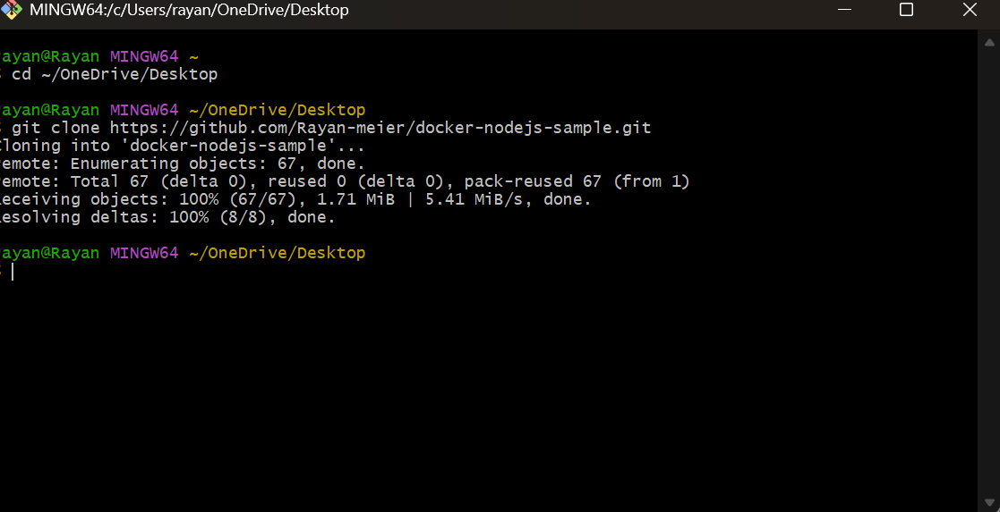 MINGW64:/c/Users/rayan/OneDrive/Desktop
ayan@Rayan MINGW64 ~
cd ~/OneDrive/Desktop
ayan@Rayan MINGW64 ~/OneDrive/Desktop
git clone https://github.com/Rayan-meier/docker-nodejs-sample.git
Cloning into 'docker-nodejs-sample'...
emote: Enumerating objects: 67, done.
emote: Total 67 (delta 0), reused 0 (delta 0), pack-reused 67 (from 1)
eceiving objects: 100% (67/67), 1.71 MiB | 5.41 MiB/s, done.
esolving deltas: 100% (8/8), done.
ayan@Rayan MINGW64 ~/OneDrive/Desktop